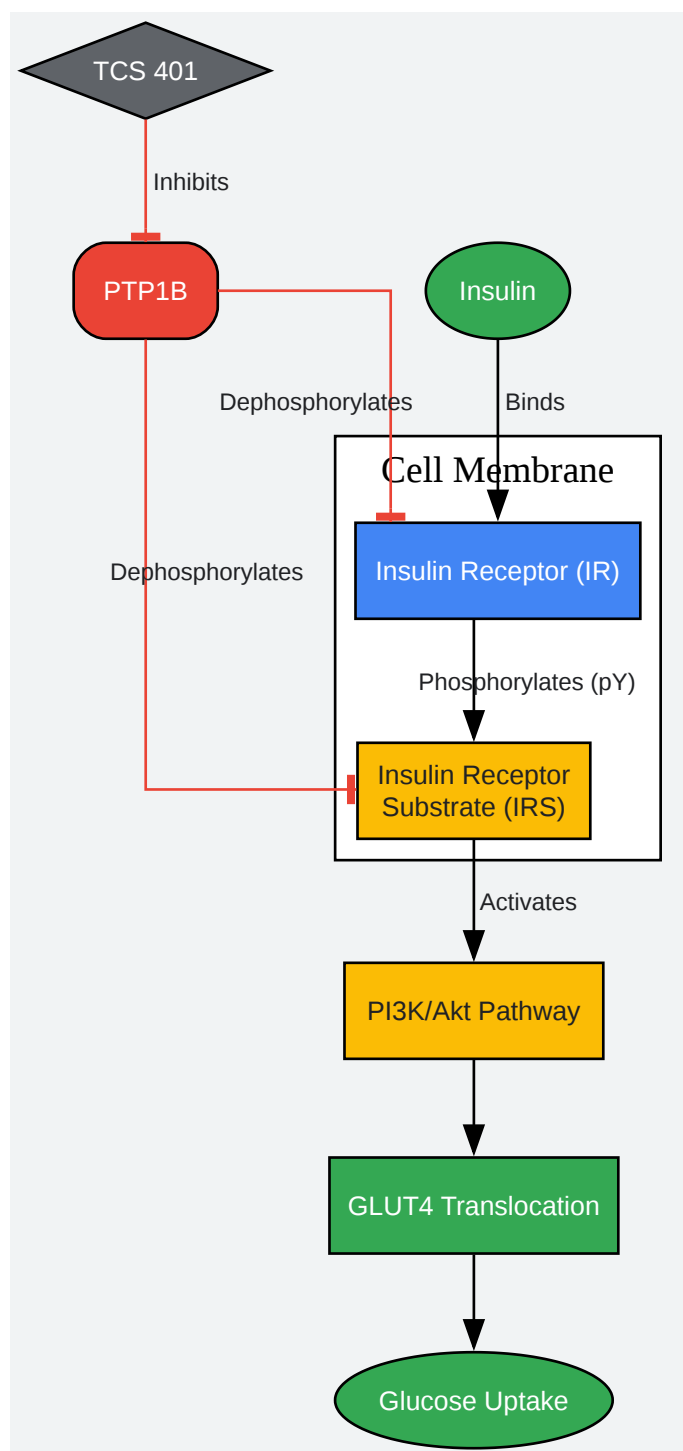 TCS 401
Inhibits
PTP1B
Insulin
Dephosphorylates
Binds
Cell Membrane
Dephosphorylates
Insulin Receptor (IR)
Phosphorylates (pY)
Insulin Receptor
Substrate (IRS)
Activates
PI3K/Akt Pathway
GLUT4 Translocation
Glucose Uptake